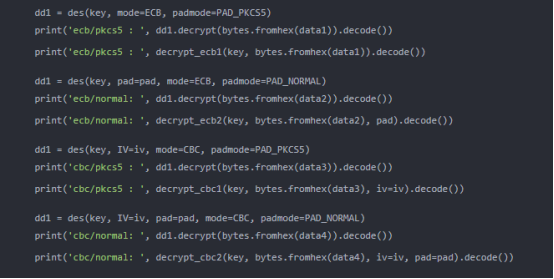 dd1 = des(key, mode=ECB, padmode=PAD_PKCS5)
print('ecb/pkcs5 : ', dd1.decrypt(bytes.fromhex(data1)).decode())
print('ecb/pkcs5 : ', decrypt_ecb1(key, bytes.fromhex(data1)).decode())
dd1 = des(key, pad=pad, mode=ECB, padmode=PAD_NORMAL)
print('ecb/normal: ', dd1.decrypt(bytes.fromhex(data2)).decode())
print('ecb/normal: ', decrypt_ecb2(key, bytes.fromhex(data2), pad).decode())
dd1 = des(key, IV=iv, mode=CBC, padmode=PAD_PKCS5)
print('cbc/pkcs5 : ', dd1.decrypt(bytes.fromhex(data3)).decode())
print('cbc/pkcs5 : ', decrypt_cbc1(key, bytes.fromhex(data3), iv=iv).decode())
dd1 = des(key, IV=iv, pad=pad, mode=CBC, padmode=PAD_NORMAL)
print('cbc/normal: ', dd1.decrypt(bytes.fromhex(data4)).decode())
print('cbc/normal: ', decrypt_cbc2(key, bytes.fromhex(data4), iv=iv, pad=pad).decode())